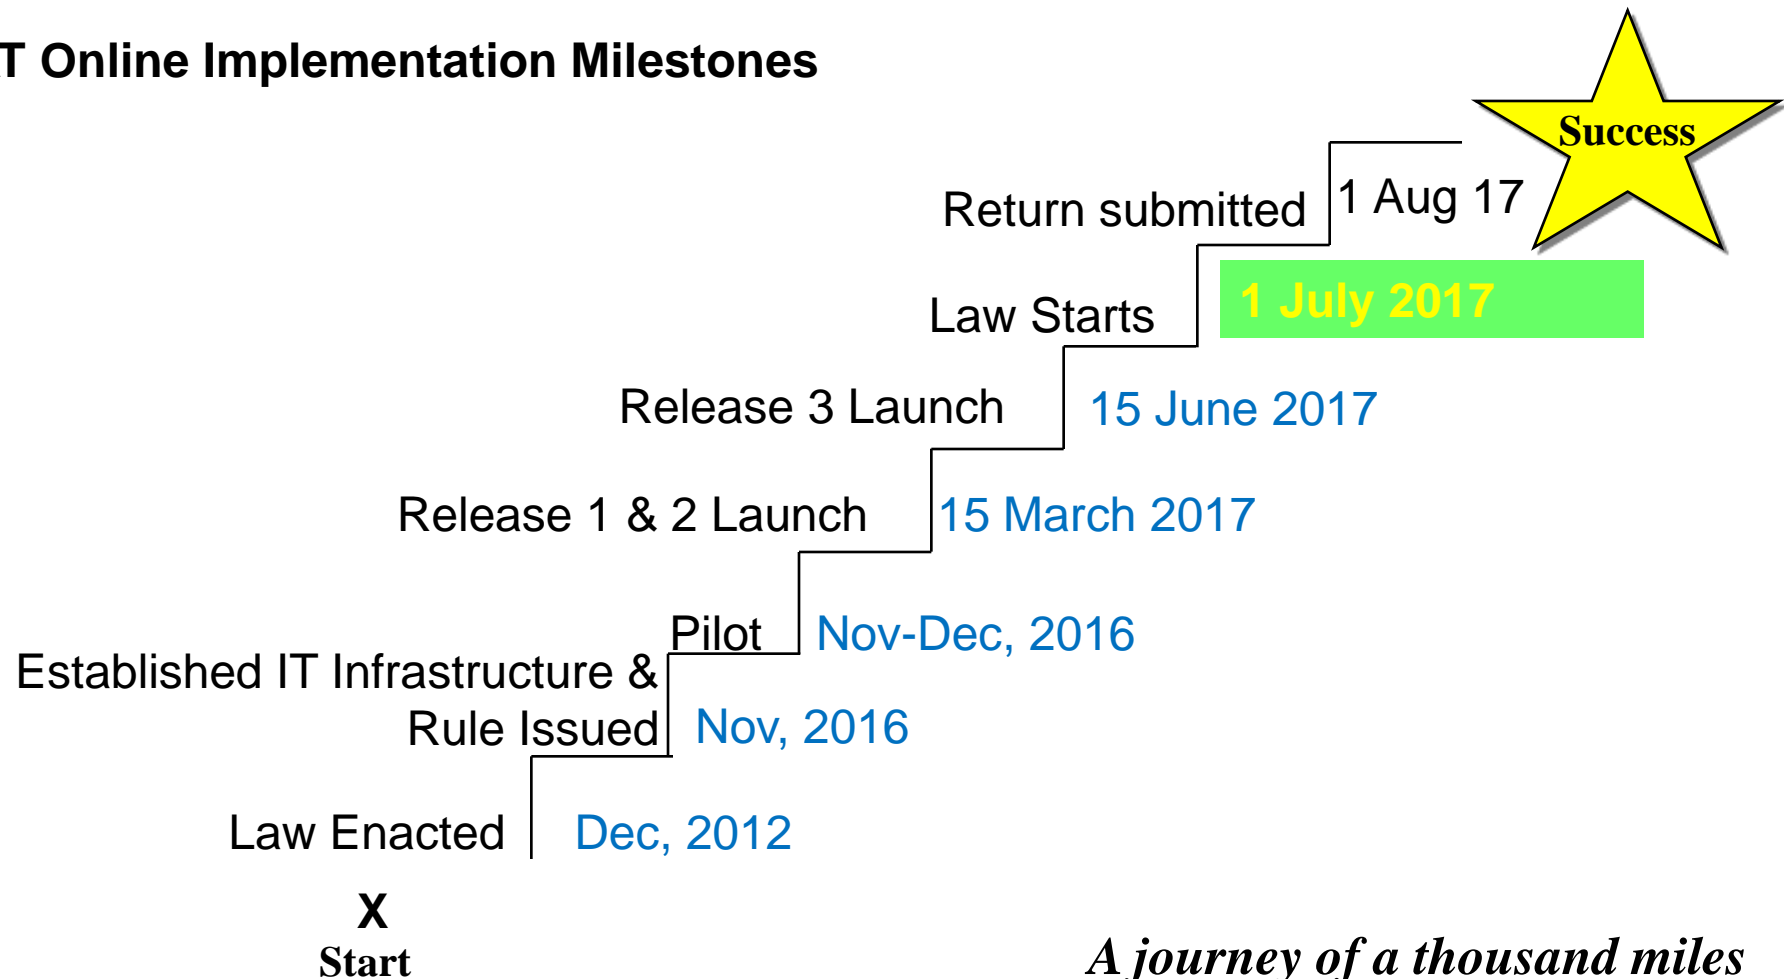 T Online Implementation Milestones
Success
Return submitted 1 Aug 17
Law Starts 1 July 2017
Release 3 Launch 15 June 2017
Release 1 & 2 Launch 15 March 2017
Pilot Nov-Dec, 2016
Established IT Infrastructure &
Rule Issued Nov, 2016
Law Enacted Dec, 2012
X
Start
A journey of a thousand miles